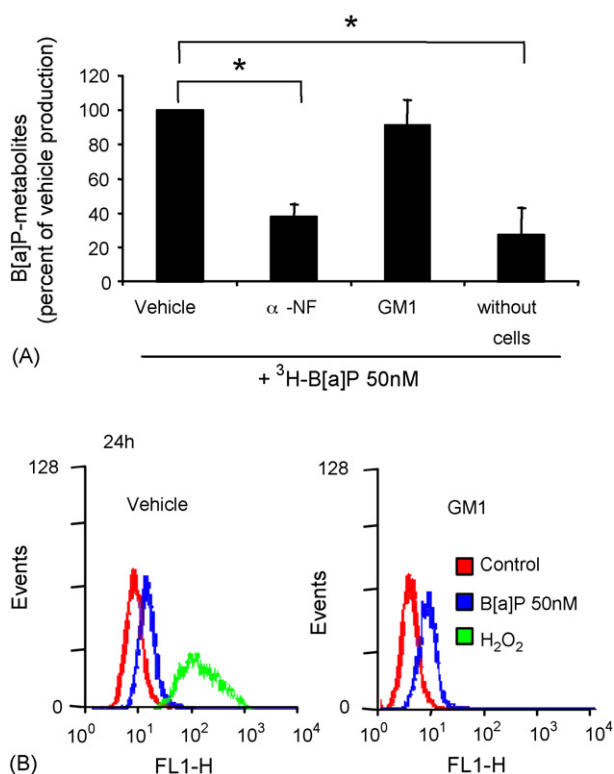 *
*
120
100
80
60
40
20
0
B[a]P-metabolites
(percent of vehicle production)
Vehicle
α -NF
GM1
without
cells
(A)
+ ³H-B[a]P 50nM
24h
128
Vehicle
Events
0
10⁰ 10¹ 10² 10³ 10⁴
FL1-H
128
GM1
Control
B[a]P 50nM
H₂O₂
Events
0
10⁰ 10¹ 10² 10³ 10⁴
FL1-H
(B)